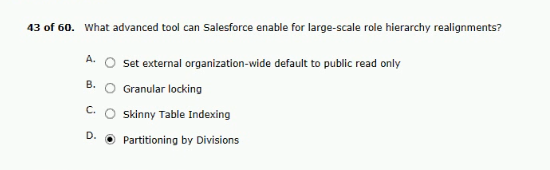 43 of 60. What advanced tool can Salesforce enable for large-scale role hierarchy realignments?
A. Set external organization-wide default to public read only
B. Granular locking
C. Skinny Table Indexing
D. Partitioning by Divisions